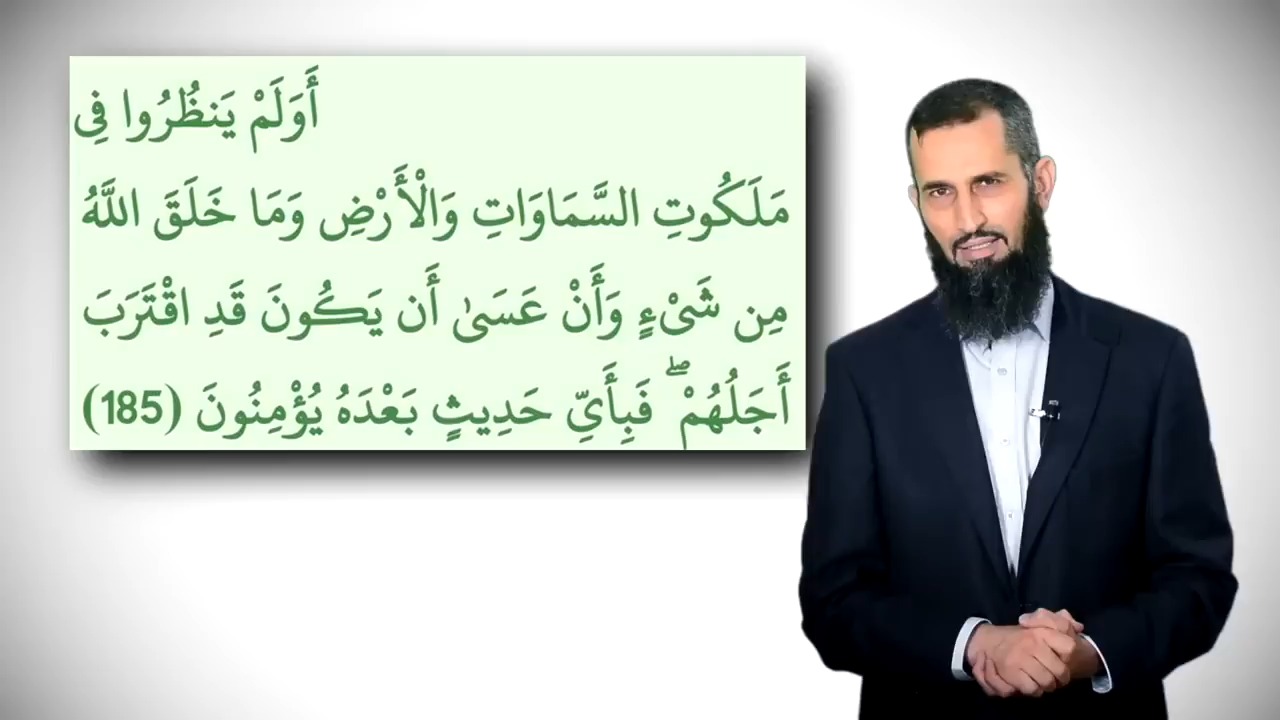 أَوَلَمْ يَنظُرُوا فِي
مَلَكُوتِ السَّمَاوَاتِ وَالْأَرْضِ وَمَا خَلَقَ اللَّهُ
مِن شَيْءٍ وَأَنْ عَسَىٰ أَن يَكُونَ قَدِ اقْتَرَبَ
أَجَلُهُمْ ۖ فَبِأَيِّ حَدِيثٍ بَعْدَهُ يُؤْمِنُونَ (185)